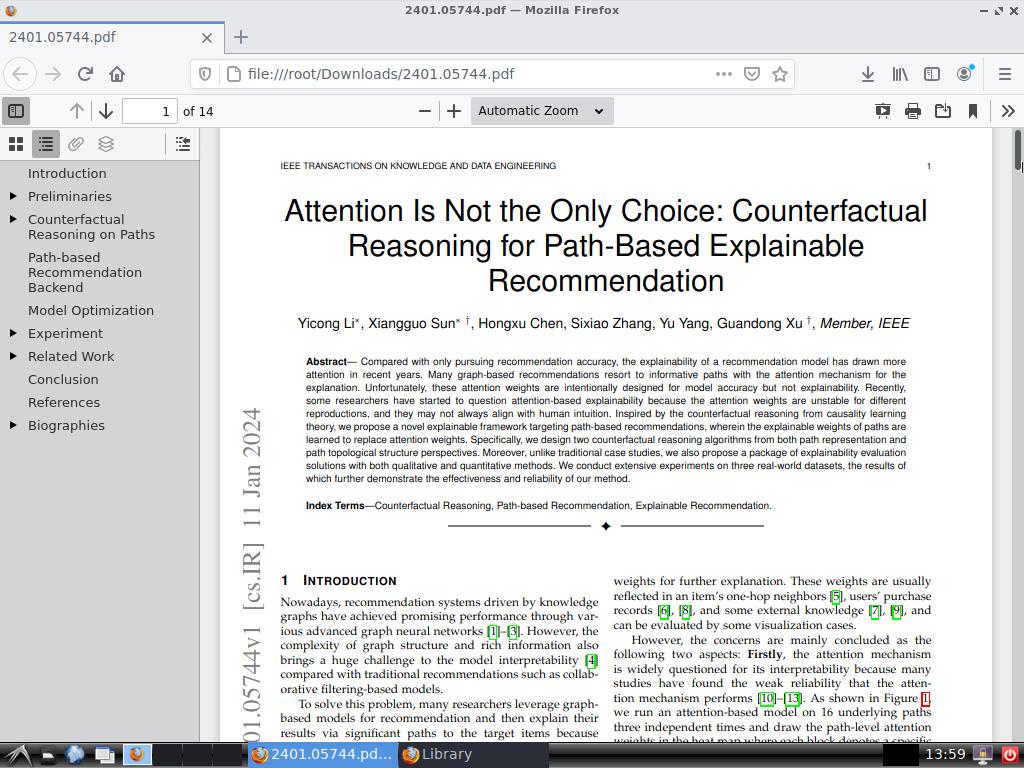 2401.05744.pdf — Mozilla Firefox
2401.05744.pdf
file:///root/Downloads/2401.05744.pdf
1 of 14
Automatic Zoom
Introduction
Preliminaries
Counterfactual
Reasoning on Paths
Path-based
Recommendation
Backend
Model Optimization
Experiment
Related Work
Conclusion
References
Biographies
IEEE TRANSACTIONS ON KNOWLEDGE AND DATA ENGINEERING 1
Attention Is Not the Only Choice: Counterfactual
Reasoning for Path-Based Explainable
Recommendation
Yicong Li*, Xiangguo Sun* †, Hongxu Chen, Sixiao Zhang, Yu Yang, Guandong Xu †, Member, IEEE
Abstract— Compared with only pursuing recommendation accuracy, the explainability of a recommendation model has drawn more
attention in recent years. Many graph-based recommendations resort to informative paths with the attention mechanism for the
explanation. Unfortunately, these attention weights are intentionally designed for model accuracy but not explainability. Recently,
some researchers have started to question attention-based explainability because the attention weights are unstable for different
reproductions, and they may not always align with human intuition. Inspired by the counterfactual reasoning from causality learning
theory, we propose a novel explainable framework targeting path-based recommendations, wherein the explainable weights of paths are
learned to replace attention weights. Specifically, we design two counterfactual reasoning algorithms from both path representation and
path topological structure perspectives. Moreover, unlike traditional case studies, we also propose a package of explainability evaluation
solutions with both qualitative and quantitative methods. We conduct extensive experiments on three real-world datasets, the results of
which further demonstrate the effectiveness and reliability of our method.
Index Terms—Counterfactual Reasoning, Path-based Recommendation, Explainable Recommendation.
01.05744v1 [cs.IR] 11 Jan 2024
1 INTRODUCTION
Nowadays, recommendation systems driven by knowledge
graphs have achieved promising performance through var-
ious advanced graph neural networks [1]–[3]. However, the
complexity of graph structure and rich information also
brings a huge challenge to the model interpretability [4]
compared with traditional recommendations such as collab-
orative filtering-based models.
To solve this problem, many researchers leverage graph-
based models for recommendation and then explain their
results via significant paths to the target items because
weights for further explanation. These weights are usually
reflected in an item's one-hop neighbors [5], users' purchase
records [6], [8], and some external knowledge [7], [9], and
can be evaluated by some visualization cases.
However, the concerns are mainly concluded as the
following two aspects: Firstly, the attention mechanism
is widely questioned for its interpretability because many
studies have found the weak reliability that the atten-
tion mechanism performs [10]–[13]. As shown in Figure 1,
we run an attention-based model on 16 underlying paths
three independent times and draw the path-level attention
weights in the heat map where each block denotes a specific
2401.05744.pd...
Library
13:59